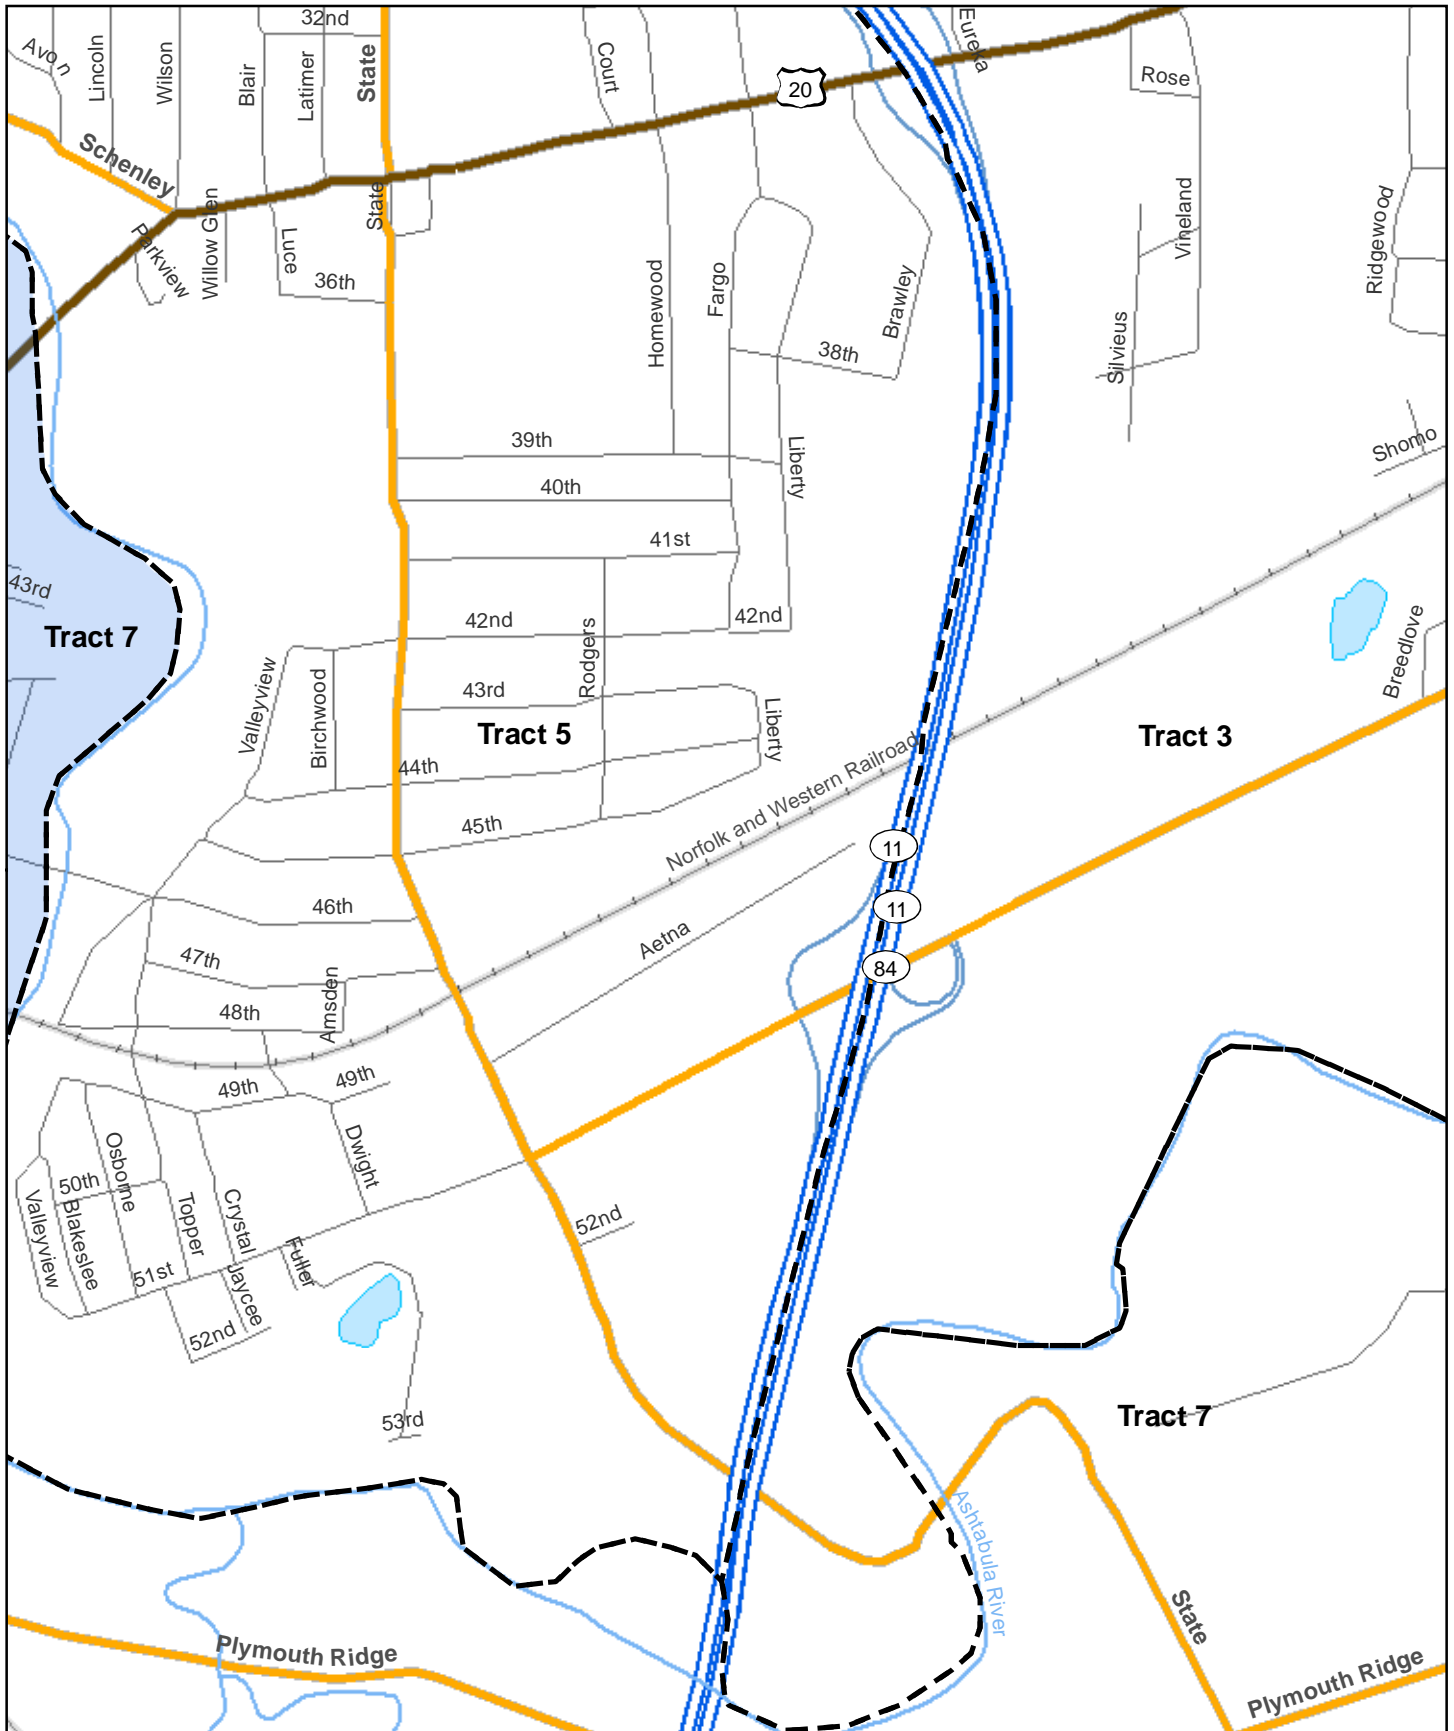 32nd
Eureka
Avon
Lincoln
Wilson
Blair
Latimer
State
Court
20
Rose
Schenley
Parkview
Willow Glen
Luce
State
36th
Homewood
Fargo
Brawley
38th
Vineland
Silvieus
Ridgewood
39th
40th
Liberty
Shomo
41st
43rd
Tract 7
42nd
42nd
Rodgers
Valleyview
Birchwood
43rd
Tract 5
Liberty
Tract 3
Breedlove
44th
Norfolk and Western Railroad
45th
11
11
46th
Aetna
84
47th
48th
Amsden
49th
49th
Osborne
50th
Dwight
Valleyview
Blakeslee
Topper
Crystal
51st
Jaycee
Fuller
52nd
52nd
53rd
Tract 7
Ashtabula River
State
Plymouth Ridge
Plymouth Ridge